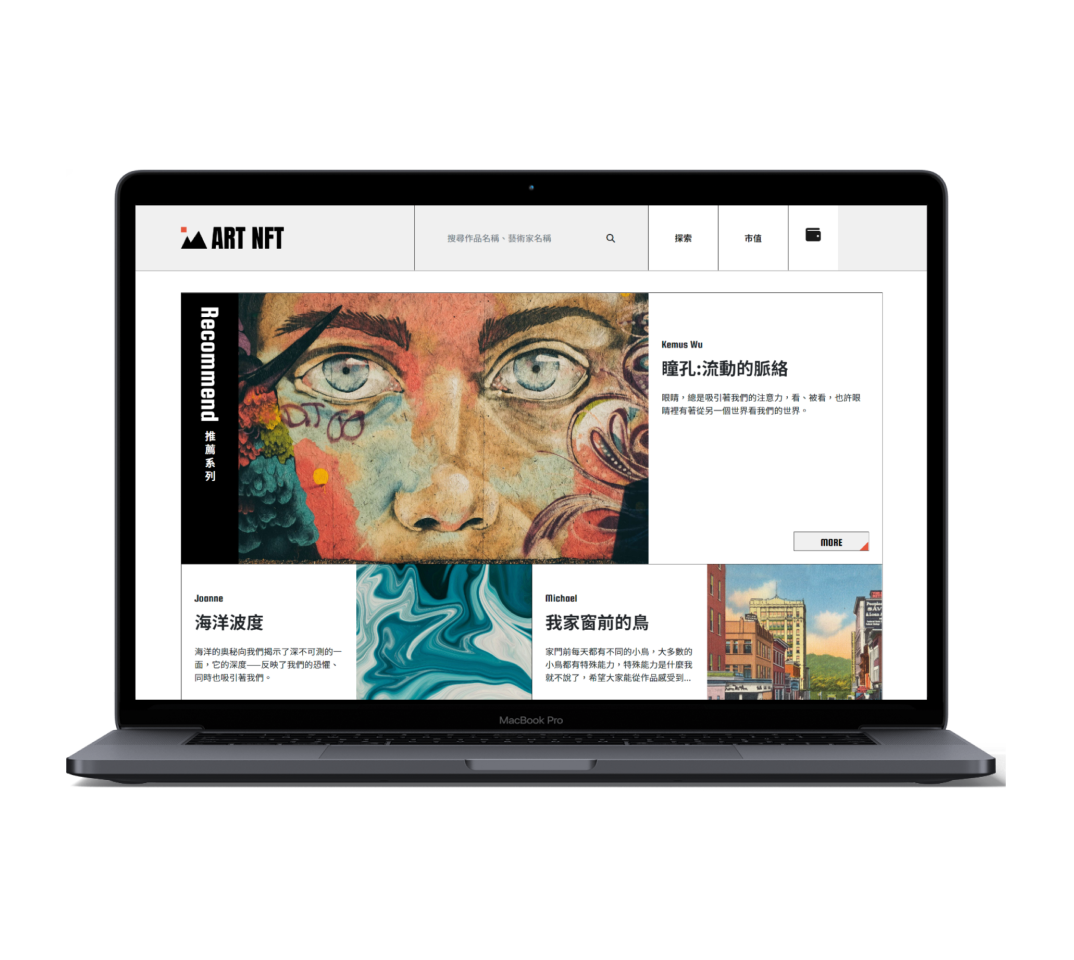 ART NFT
搜尋作品名稱、藝術家名稱
探索
市值
Recommend 推薦系列
DJOO
Kemus Wu
瞳孔:流動的脈絡
眼睛，總是吸引著我們的注意力，看、被看，也許眼
睛裡有著從另一個世界看我們的世界。
MORE
Joanne
海洋波度
海洋的奧秘向我們揭示了深不可測的一
面，它的深度——反映了我們的恐懼、
同時也吸引著我們。
Michael
我家窗前的鳥
家門前每天都有不同的小鳥，大多數的
小鳥都有特殊能力，特殊能力是什麼我
就不說了，希望大家能從作品感受到...
MacBook Pro